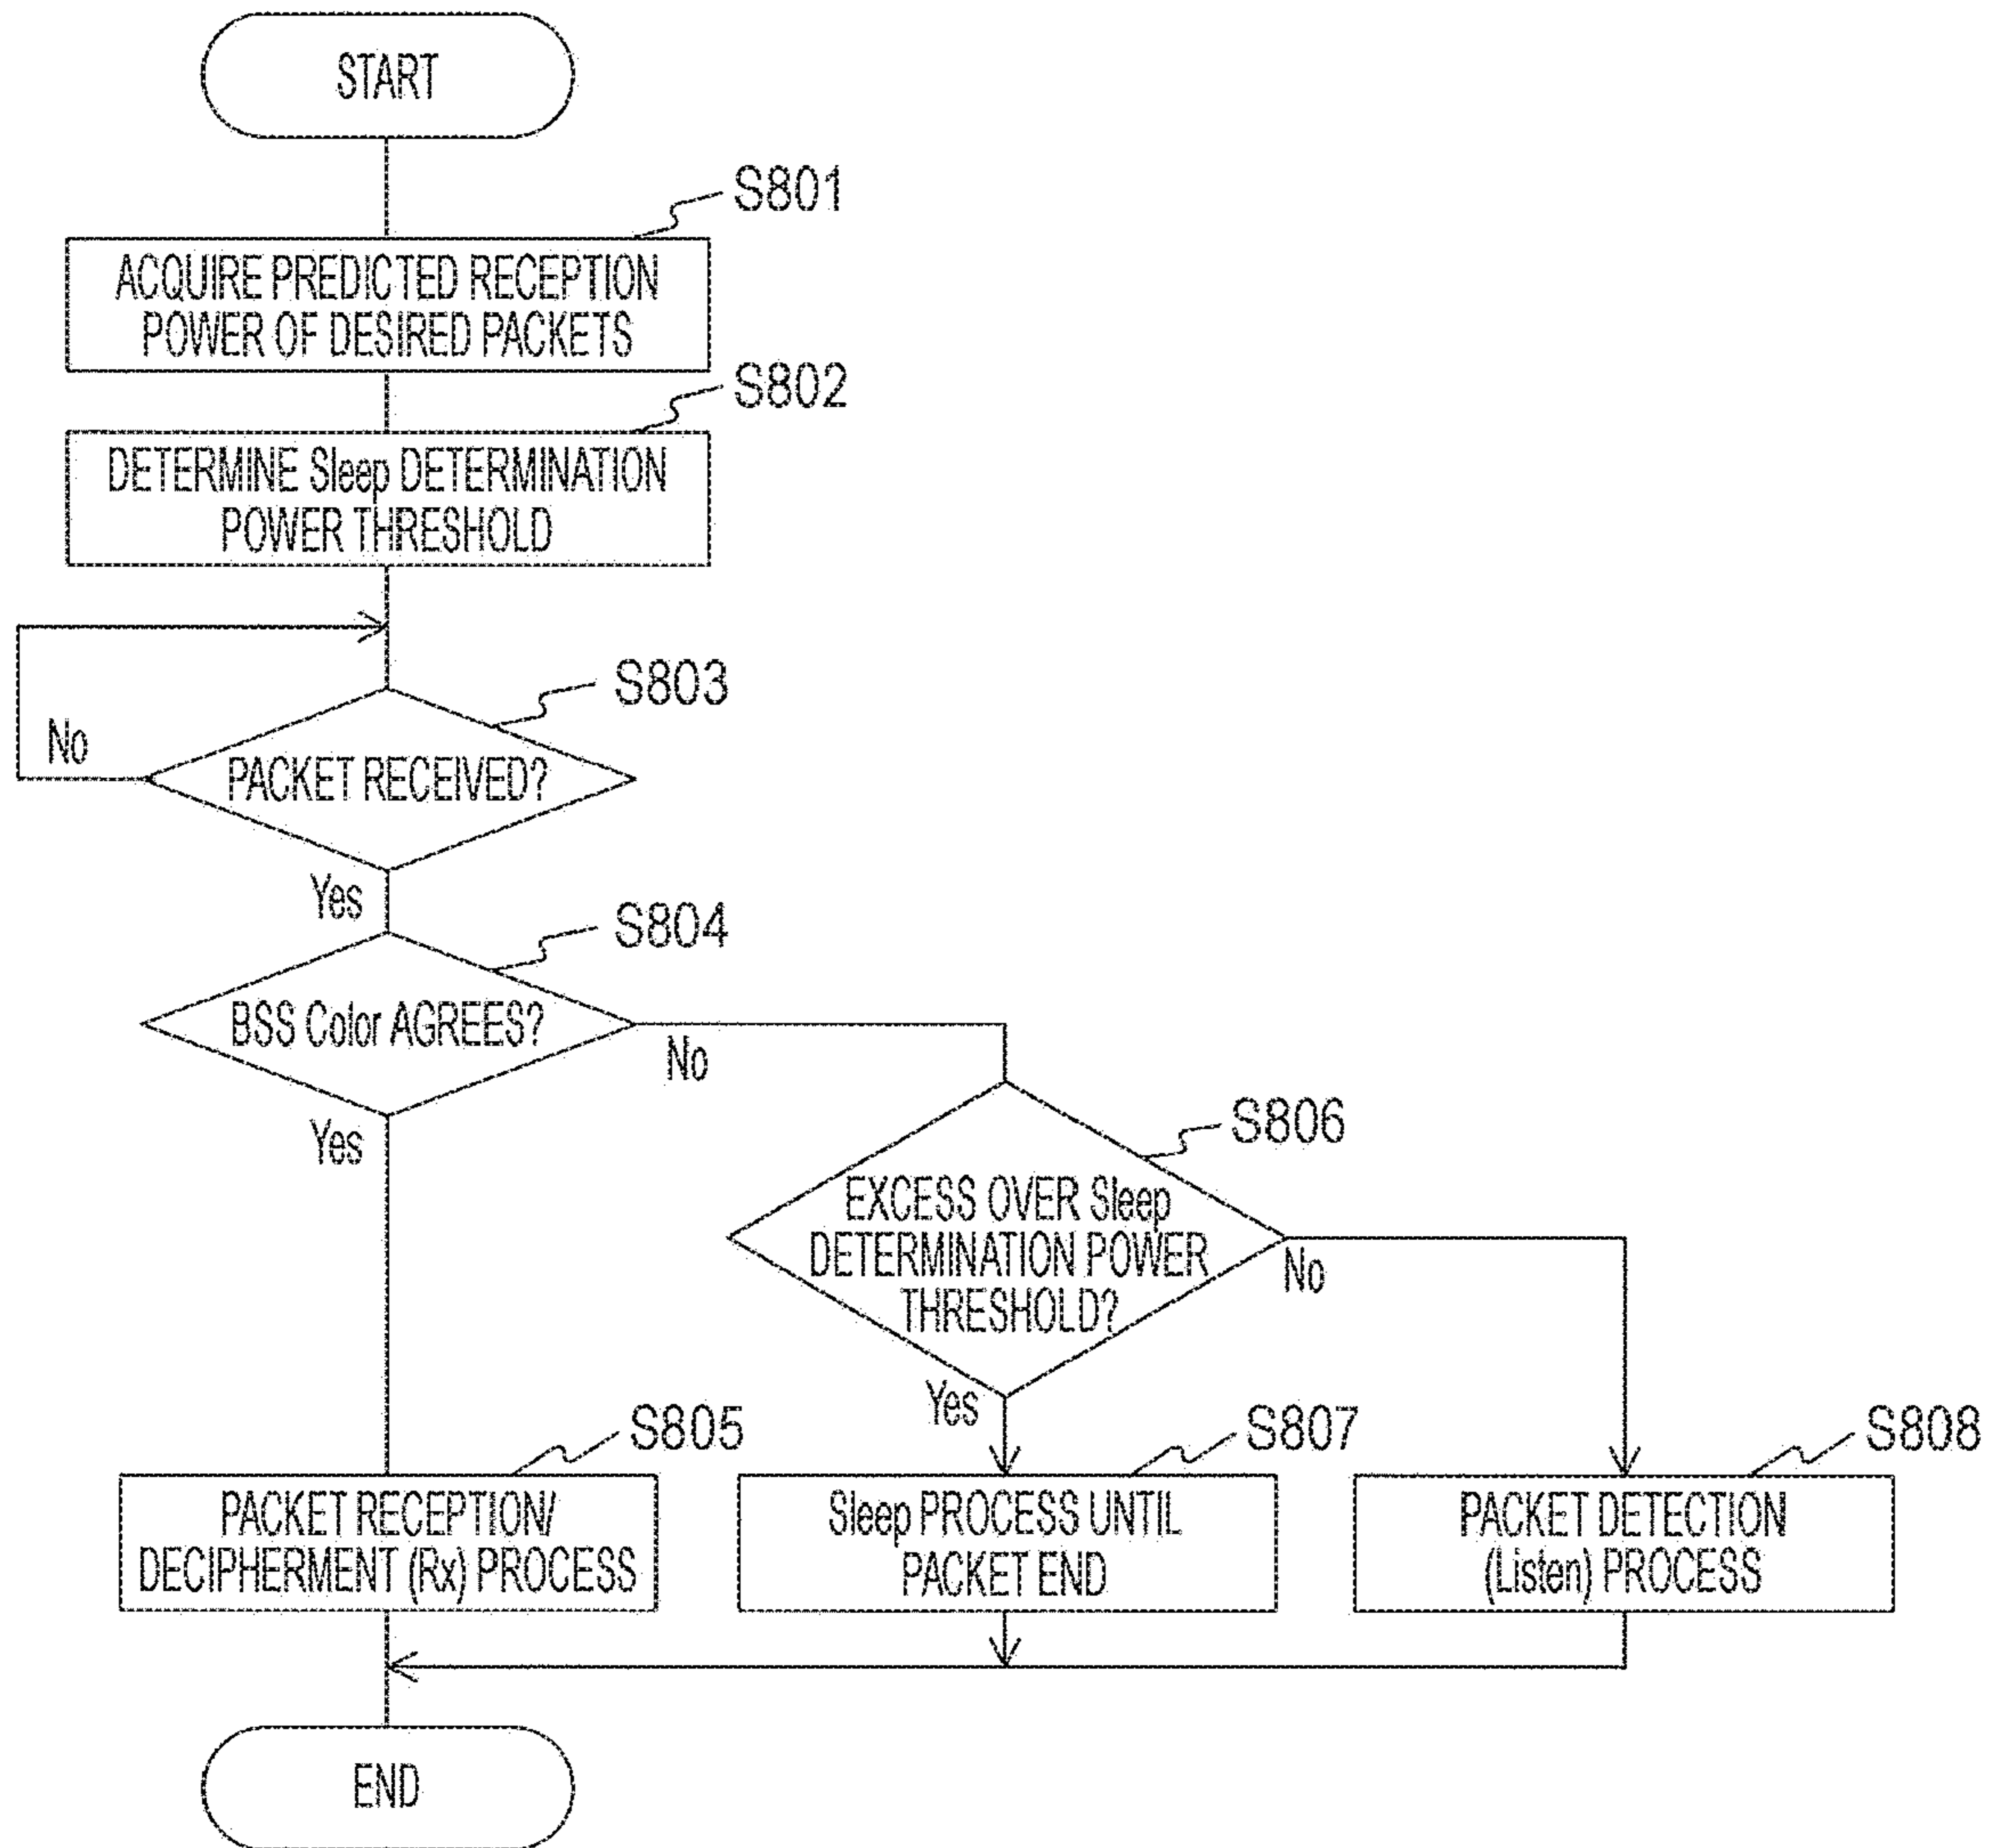 START
S801
ACQUIRE PREDICTED RECEPTION
POWER OF DESIRED PACKETS
S802
DETERMINE Sleep DETERMINATION
POWER THRESHOLD
S803
No
PACKET RECEIVED?
Yes
S804
BSS Color AGREES?
No
Yes
S806
EXCESS OVER Sleep
DETERMINATION POWER
THRESHOLD?
No
Yes
S805
PACKET RECEPTION/
DECIPHERMENT (Rx) PROCESS
S807
Sleep PROCESS UNTIL
PACKET END
S808
PACKET DETECTION
(Listen) PROCESS
END